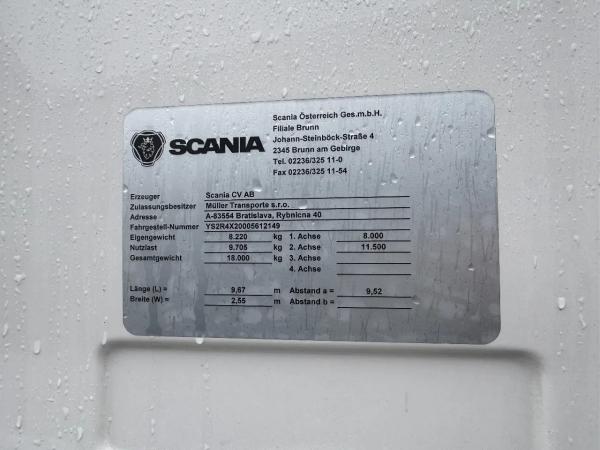 SCANIA
Scania Österreich Ges.m.b.H.
Filiale Brunn
Johann-Steinböck-Straße 4
2345 Brunn am Gebirge
Tel. 02236/325 11-0
Fax 02236/325 11-54
Erzeuger Scania CV AB
Zulassungsbesitzer Müller Transporte s.r.o.
Adresse A-83554 Bratislava, Rybnicna 40
Fahrgestell-Nummer YS2R4X20005612149
Eigengewicht 8.220 kg 1. Achse 8.000
Nutzlast 9.705 kg 2. Achse 11.500
Gesamtgewicht 18.000 kg 3. Achse
4. Achse
Länge (L) = 9,67 m Abstand a = 9,52
Breite (W) = 2,55 m Abstand b =